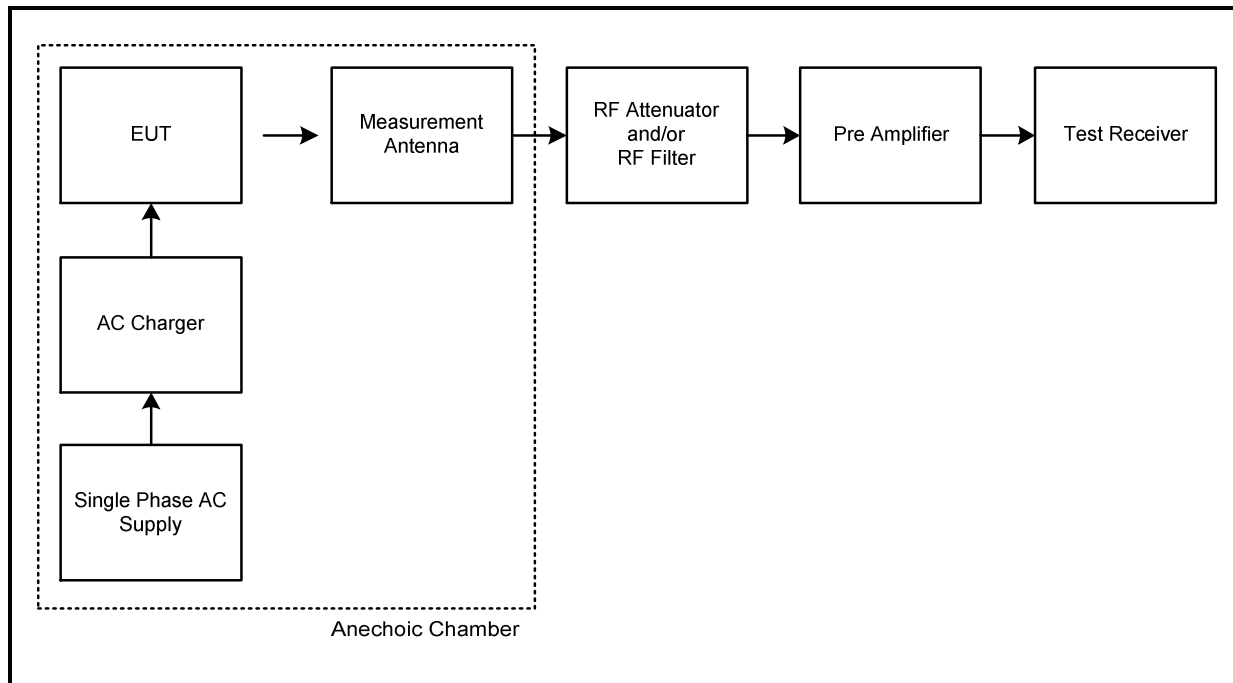 EUT
Measurement
Antenna
RF Attenuator
and/or
RF Filter
Pre Amplifier
Test Receiver
AC Charger
Single Phase AC
Supply
Anechoic Chamber